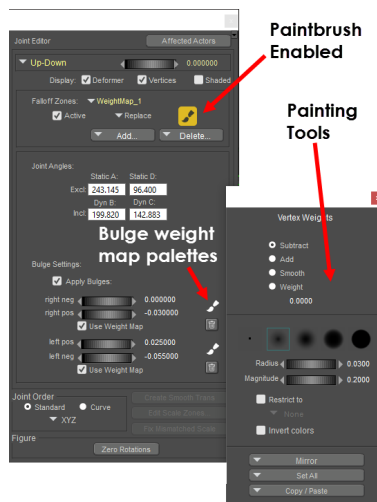 Joint Editor
Affected Actors
Up-Down
0.000000
Display: Deformer Vertices Shaded
Falloff Zones: WeightMap_1
Active Replace
Add... Delete...
Joint Angles:
Static A: Static D:
Excl: 243.145 96.400
Dyn B: Dyn C:
Incl: 199.820 142.883
Bulge Settings:
Apply Bulges:
right neg 0.000000
right pos -0.030000
Use Weight Map
left pos 0.025000
left neg -0.055000
Use Weight Map
Joint Order
Standard Curve
XYZ
Create Smooth Trans
Edit Scale Zones
Fix Mismatched Scale
Figure
Zero Rotations
Paintbrush
Enabled
Painting
Tools
Bulge weight
map palettes
Vertex Weights
Subtract
Add
Smooth
Weight
0.0000
Radius 0.0300
Magnitude 0.2000
Restrict to
None
Invert colors
Mirror
Set All
Copy / Paste